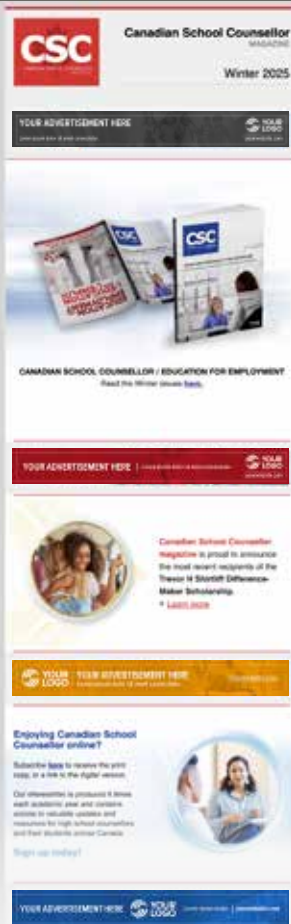 CSC
Canadian School Counsellor
MAGAZINE
Winter 2025
YOUR ADVERTISEMENT HERE
YOUR
LOGO
CSC
CSC
CANADIAN SCHOOL COUNSELLOR / EDUCATION FOR EMPLOYMENT
Read the Winter issues here.
YOUR ADVERTISEMENT HERE
YOUR
LOGO
Canadian School Counsellor
magazine is proud to announce
the most recent recipients of the
Trevor H Shirtliff Difference-
Maker Scholarship.
Learn more
YOUR
LOGO
YOUR ADVERTISEMENT HERE
Enjoying Canadian School
Counsellor online?
Subscribe here to receive the print
copy, or a link to the digital version.
Our eNewsletter is produced 6 times
each academic year and contains
access to valuable updates and
resources for high school counsellors
and their students across Canada.
Sign up today!
YOUR ADVERTISEMENT HERE
YOUR
LOGO